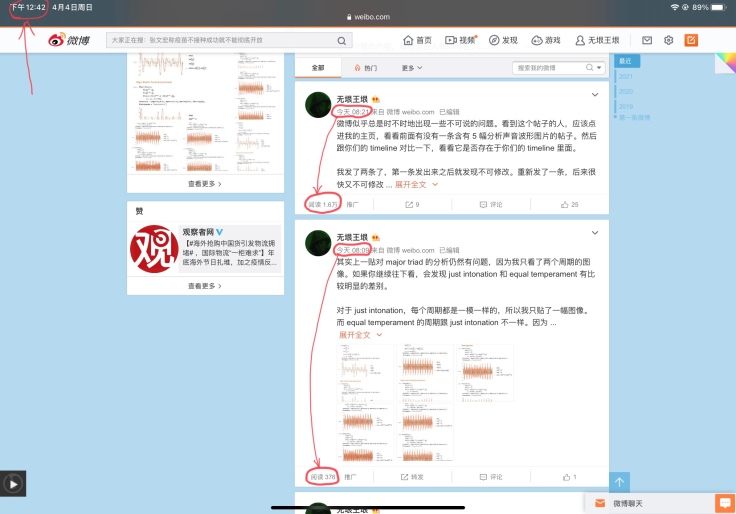 下午12:42 4月4日周日
89%
weibo.com
微博
大家正在搜：张文宏称疫苗不接种成功就不能彻底开放
首页
视频
发现
游戏
无垠王垠
查看更多 >
赞
观
观察者网
【#海外抢购中国货引发物流拥
堵#，国际物流“一柜难求”】年
底海外节日扎堆，加之疫情反...
查看更多 >
全部
热门
更多
搜索我的微博
最近
2021
2020
2019
第一条微博
无垠王垠
今天 08:21 来自 微博 weibo.com 已编辑
微博似乎总是时不时地出现一些不可说的问题。看到这个帖子的人，应该点
进我的主页，看看前面有没有一条含有 5 幅分析声音波形图片的帖子。然后
跟你们的 timeline 对比一下，看看它是否存在于你们的 timeline 里面。
我发了两条了，第一条发出来之后就发现不可修改。重新发了一条，后来很
快又不可修改 ... 展开全文
阅读 1.6万 推广
9
评论
25
无垠王垠
今天 08:09 来自 微博 weibo.com 已编辑
其实上一贴对 major triad 的分析仍然有问题，因为我只看了两个周期的图
像。如果你继续往下看，会发现 just intonation 和 equal temperament 有比
较明显的差别。
对于 just intonation，每个周期都是一模一样的，所以我只贴了一幅图像。
而 equal temperament 的周期跟 just intonation 不一样。因为 ...
展开全文
阅读 376 推广
转发
评论
1
无垠王垠
微博聊天